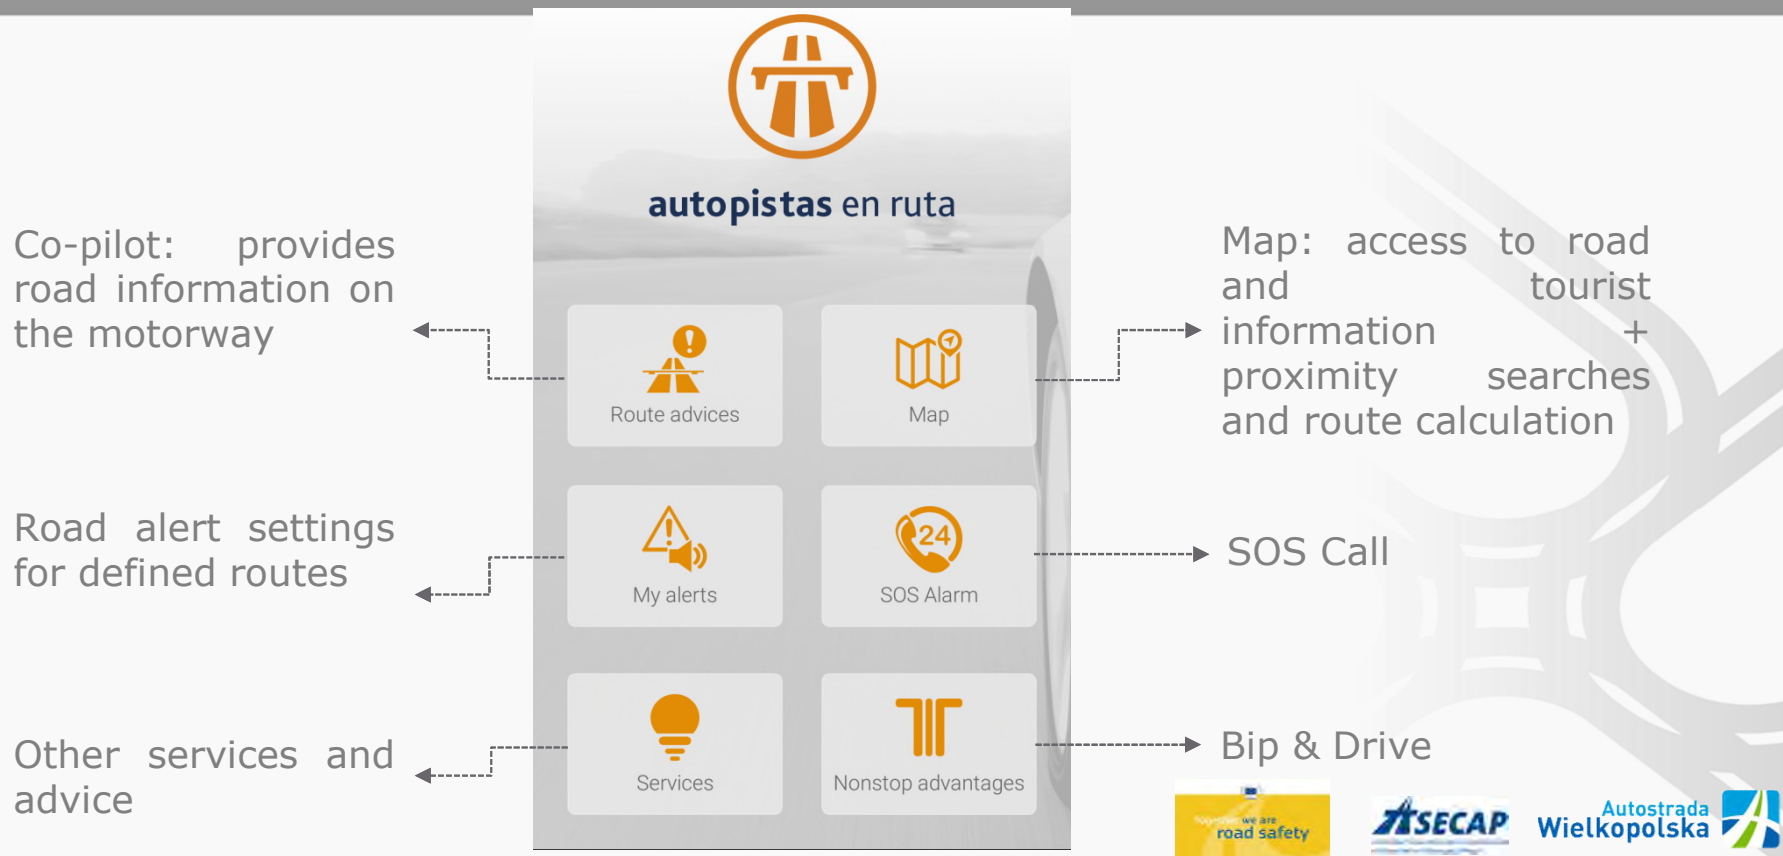 autopistas en ruta
Co-pilot: provides
road information on
the motorway
Route advices
Map
Map: access to road
and tourist
information +
proximity searches
and route calculation
Road alert settings
for defined routes
My alerts
24
SOS Alarm
SOS Call
Other services and
advice
Services
Nonstop advantages
Bip & Drive
Together we are
road safety
ASECAP
Autostrada
Wielkopolska